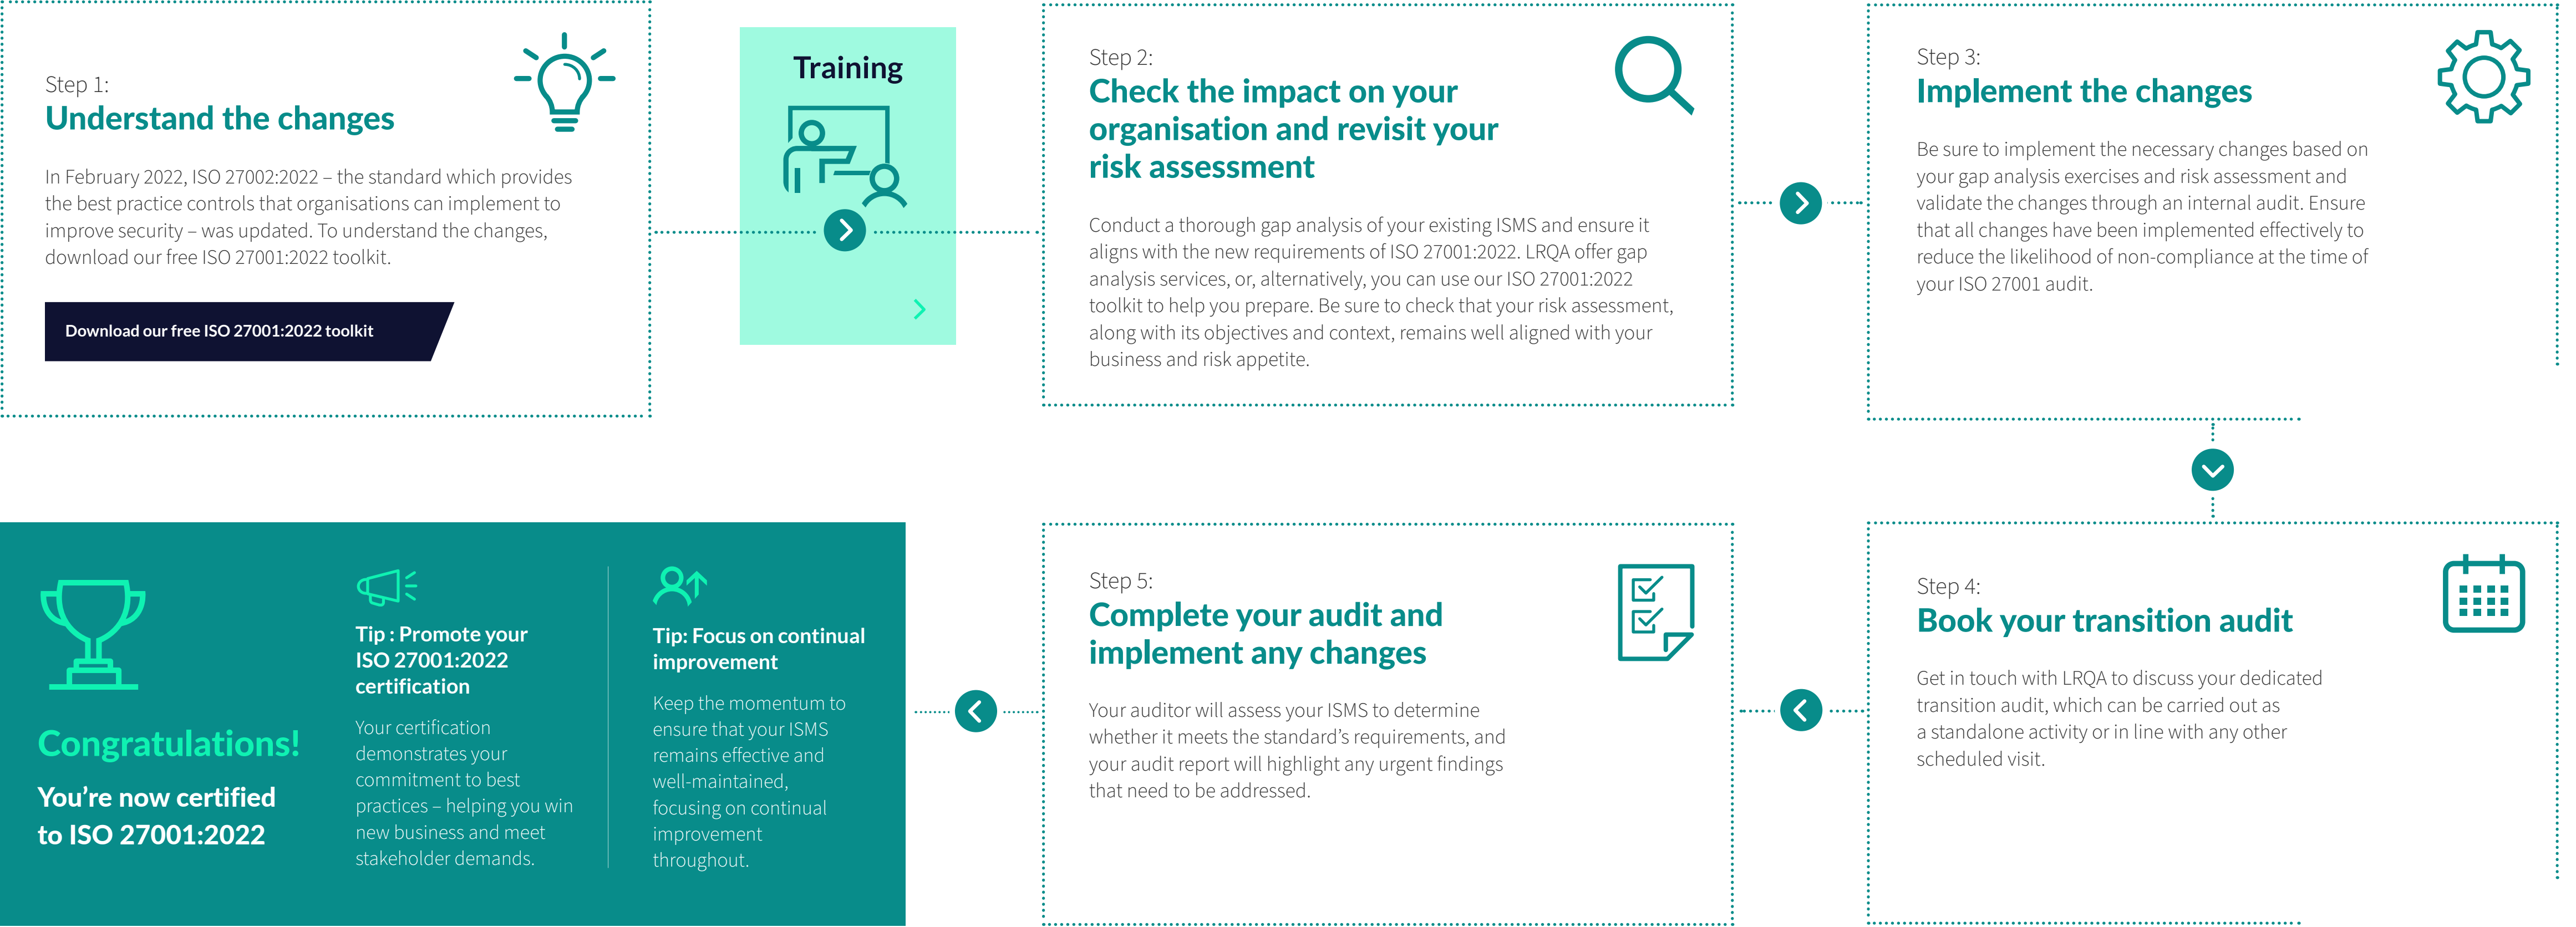 Step 1:
Understand the changes
In February 2022, ISO 27002:2022 – the standard which provides
the best practice controls that organisations can implement to
improve security – was updated. To understand the changes,
download our free ISO 27001:2022 toolkit.
Download our free ISO 27001:2022 toolkit
Training
Step 2:
Check the impact on your
organisation and revisit your
risk assessment
Conduct a thorough gap analysis of your existing ISMS and ensure it
aligns with the new requirements of ISO 27001:2022. LRQA offer gap
analysis services, or, alternatively, you can use our ISO 27001:2022
toolkit to help you prepare. Be sure to check that your risk assessment,
along with its objectives and context, remains well aligned with your
business and risk appetite.
Step 3:
Implement the changes
Be sure to implement the necessary changes based on
your gap analysis exercises and risk assessment and
validate the changes through an internal audit. Ensure
that all changes have been implemented effectively to
reduce the likelihood of non-compliance at the time of
your ISO 27001 audit.
Step 4:
Book your transition audit
Get in touch with LRQA to discuss your dedicated
transition audit, which can be carried out as
a standalone activity or in line with any other
scheduled visit.
Step 5:
Complete your audit and
implement any changes
Your auditor will assess your ISMS to determine
whether it meets the standard’s requirements, and
your audit report will highlight any urgent findings
that need to be addressed.
Congratulations!
You’re now certified
to ISO 27001:2022
Tip : Promote your
ISO 27001:2022
certification
Your certification
demonstrates your
commitment to best
practices – helping you win
new business and meet
stakeholder demands.
Tip: Focus on continual
improvement
Keep the momentum to
ensure that your ISMS
remains effective and
well-maintained,
focusing on continual
improvement
throughout.